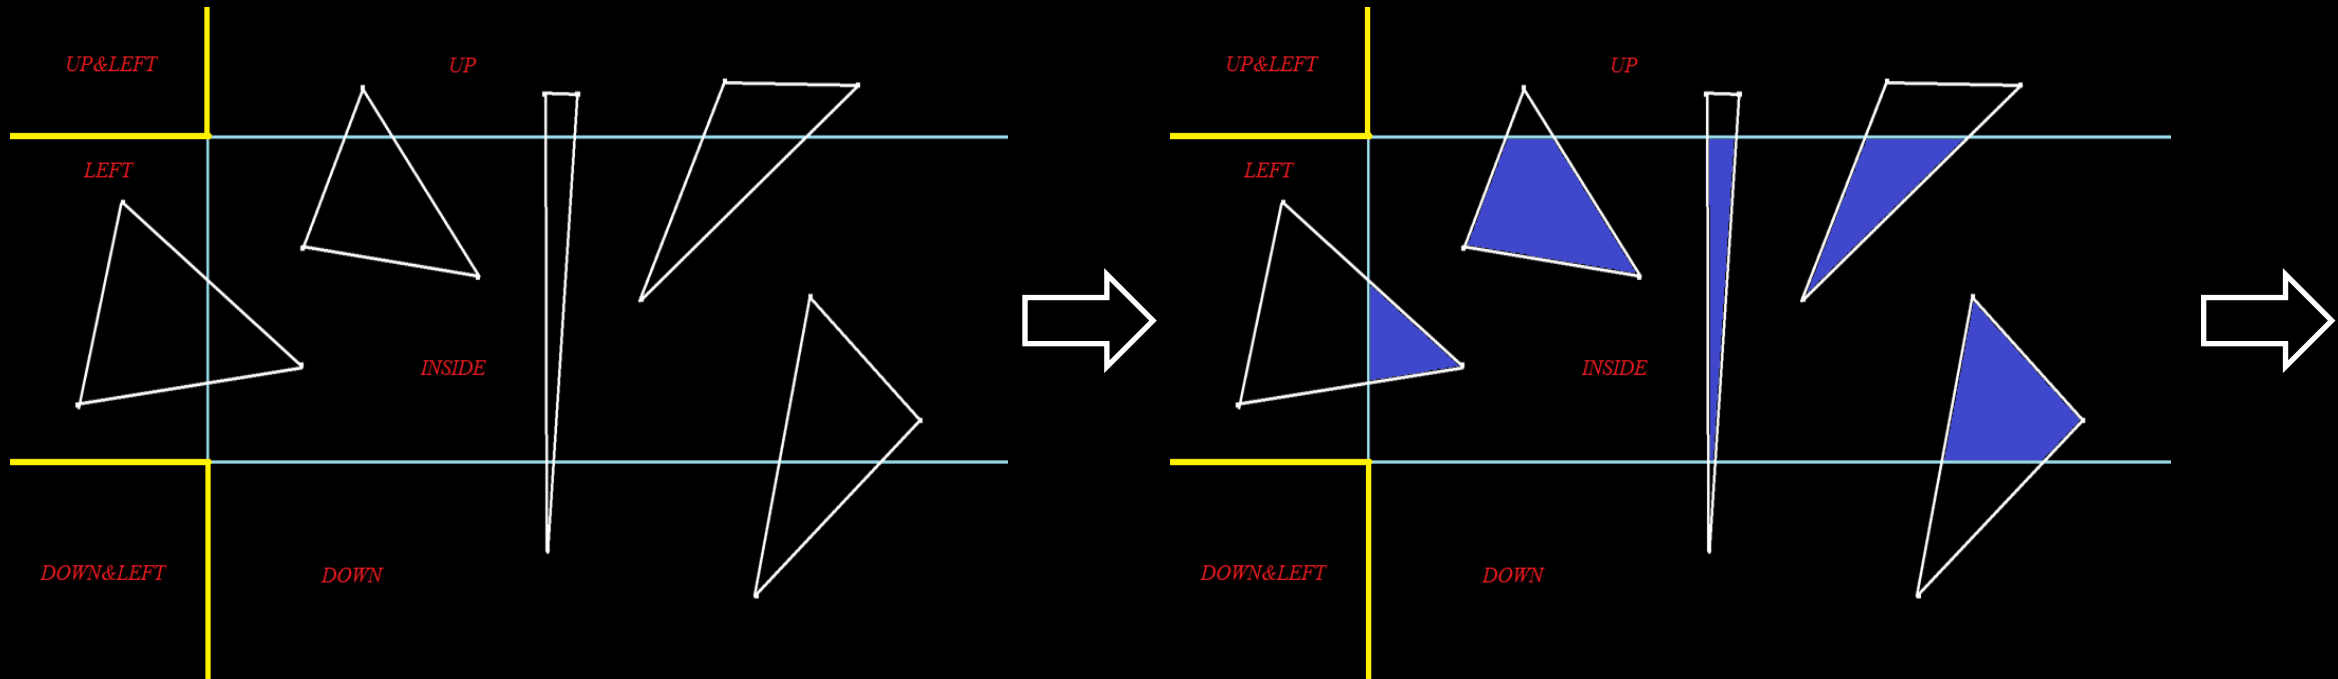 UP&LEFT
UP
LEFT
INSIDE
DOWN&LEFT
DOWN
UP&LEFT
UP
LEFT
INSIDE
DOWN&LEFT
DOWN